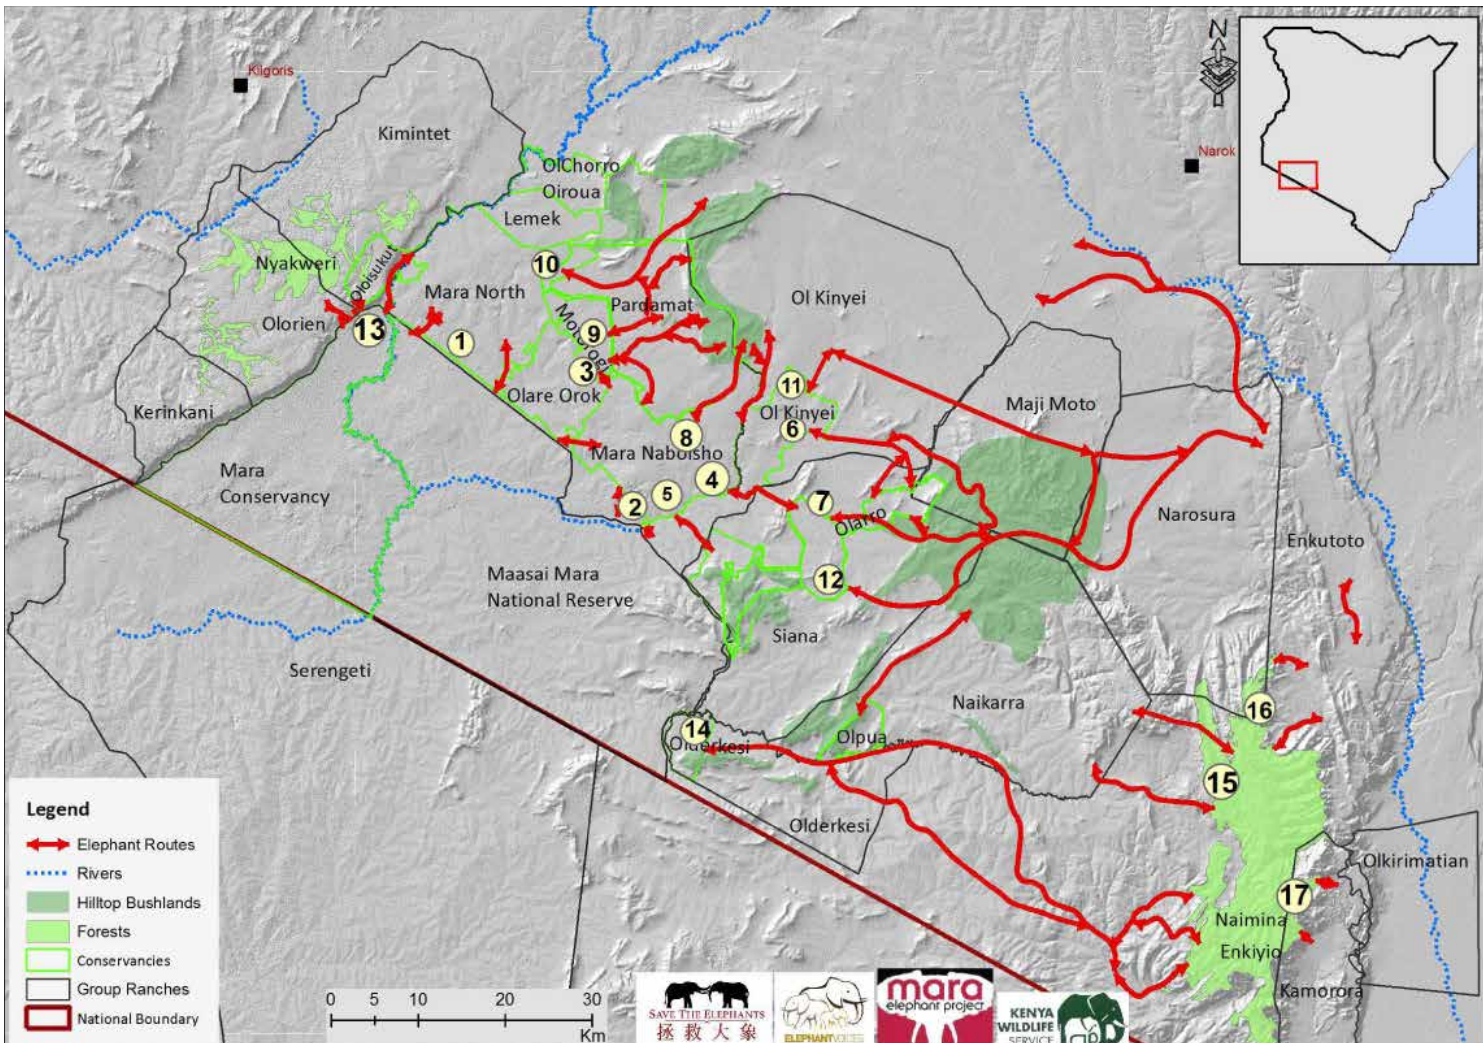 N
Kilgoris
Narok
Kimintet
OlChorro
Oiroua
Lemek
Nyakweri
Oloisukut
Mara North
10
Pardamat
Ol Kinyei
Olorien
13
1
9
Motorogi
3
Olare Orok
11
Ol Kinyei
6
Maji Moto
Kerinkani
8
Mara Naboisho
Mara
Conservancy
4
5
2
7
Olarro
Narosura
Enkutoto
Maasai Mara
National Reserve
12
Siana
Serengeti
Naikarra
16
14
Olderkesi
Olpua
15
Olderkesi
Olkirimatian
17
Naimina
Enkiyio
Kamorora
Legend
Elephant Routes
Rivers
Hilltop Bushlands
Forests
Conservancies
Group Ranches
National Boundary
0 5 10 20 30
Km
SAVE THE ELEPHANTS
拯救大象
ELEPHANTVOICES
mara
elephant project
KENYA
WILDLIFE
SERVICE